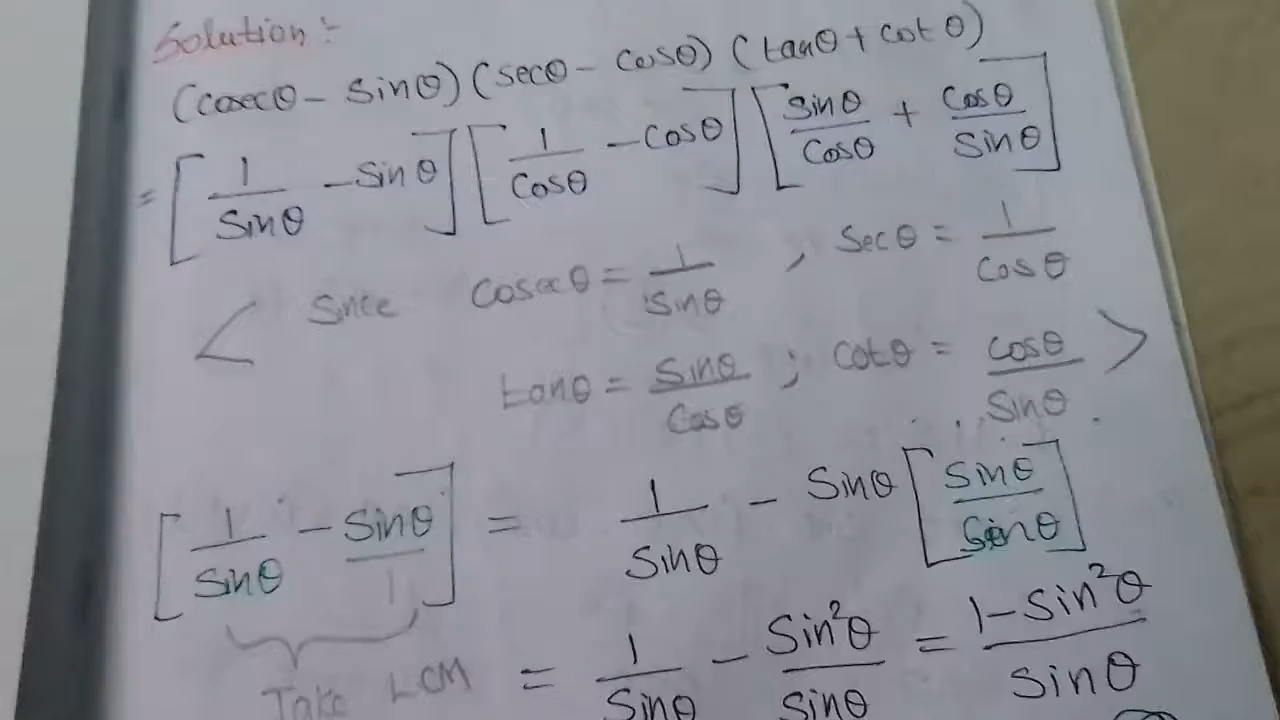 Solution :-
(cosecθ - sinθ) (secθ - cosθ) (tanθ + cot θ)
= [1/sinθ - sinθ] [1/cosθ - cosθ] [sinθ/cosθ + cosθ/sinθ]
< Since cosecθ = 1/sinθ , secθ = 1/cosθ
tanθ = sinθ/cosθ ; cotθ = cosθ/sinθ >
[1/sinθ - sinθ/1] = 1/sinθ - sinθ [sinθ/sinθ]
Take LCM = 1/sinθ - sin²θ/sinθ = 1-sin²θ/sinθ